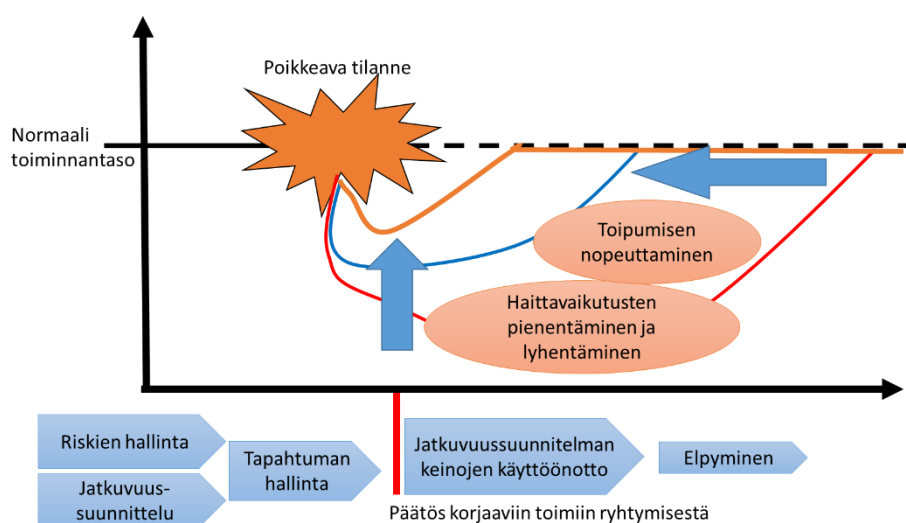 Poikkeava tilanne
Normaali
toiminnantaso
Toipumisen
nopeuttaminen
Haittavaikutusten
pienentäminen ja
lyhentäminen
Riskien hallinta
Jatkuvuus-
suunnittelu
Tapahtuman
hallinta
Jatkuvuussuunnitelman
keinojen käyttöönotto
Elpyminen
Päätös korjaaviin toimiin ryhtymisestä